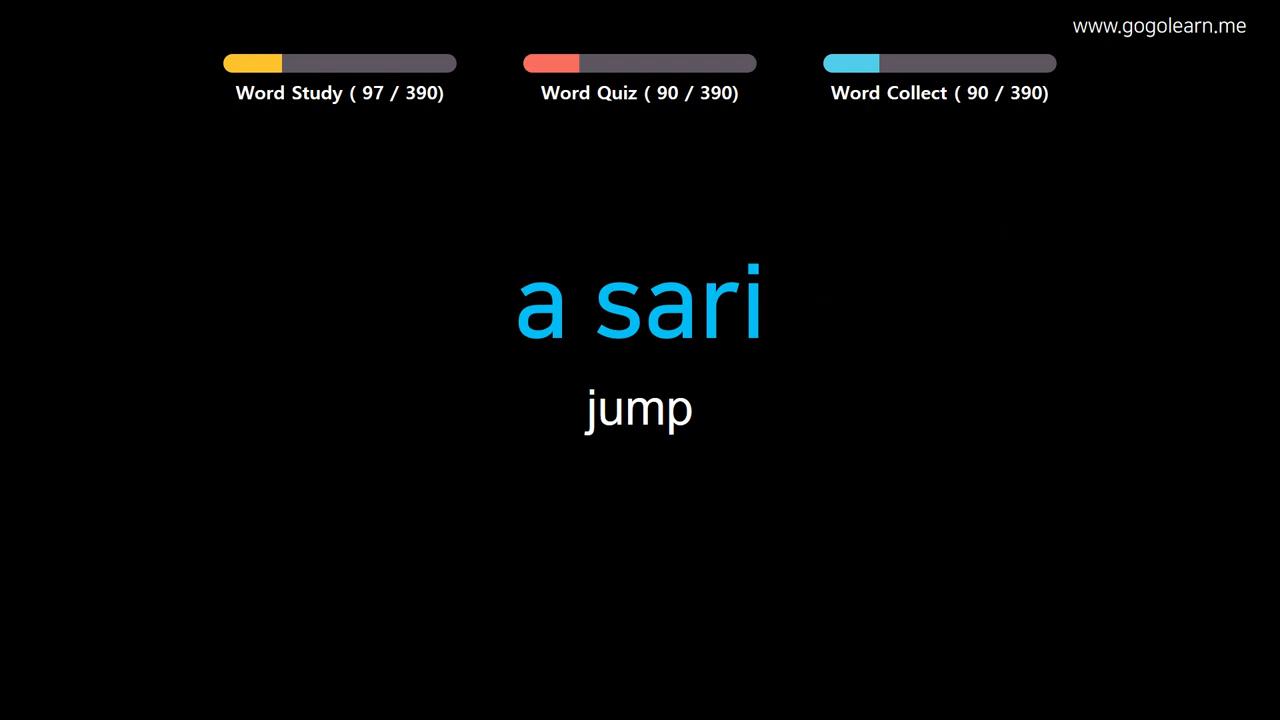 www.gogolearn.me
Word Study ( 97 / 390)
Word Quiz ( 90 / 390)
Word Collect ( 90 / 390)
a sari
jump